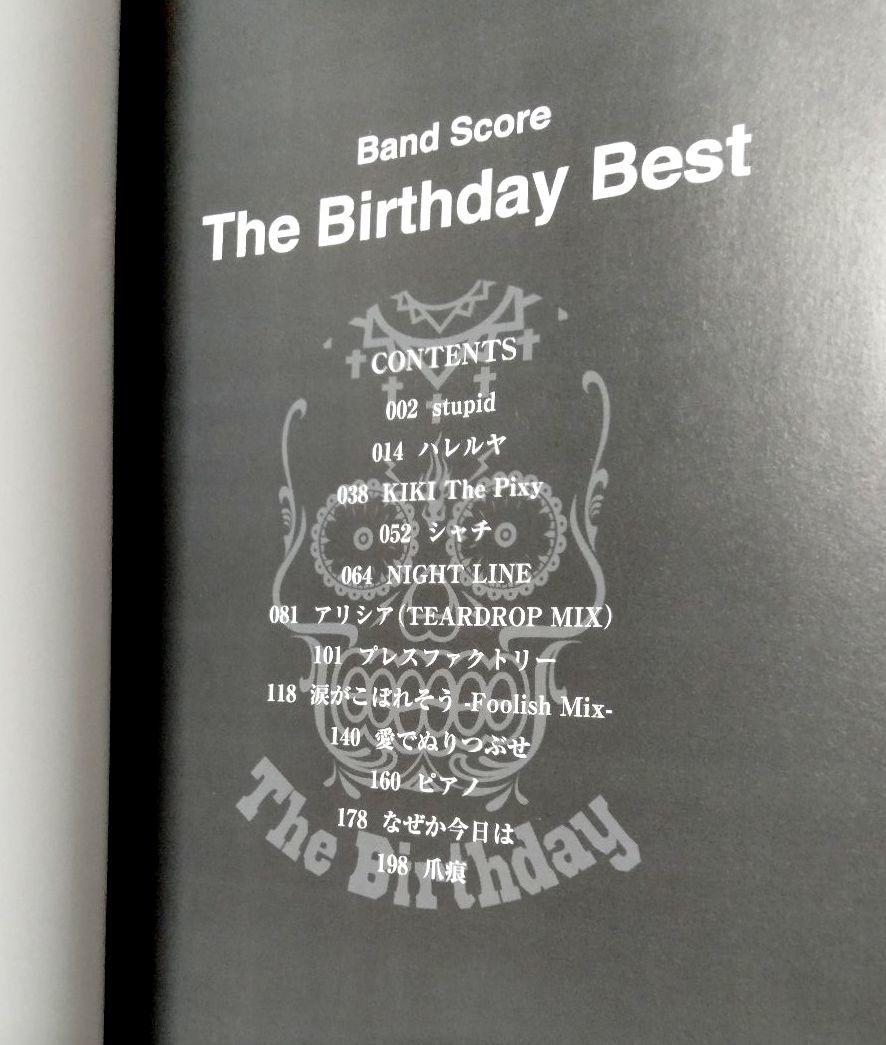 Band Score
The Birthday Best
CONTENTS
002 stupid
014 ハレルヤ
038 KIKI The Pixy
052 シャチ
064 NIGHT LINE
081 アリシア(TEARDROP MIX)
101 プレスファクトリー
118 涙がこぼれそう -Foolish Mix-
140 愛でぬりつぶせ
160 ピアノ
178 なぜか今日は
198 爪痕
The Birthday